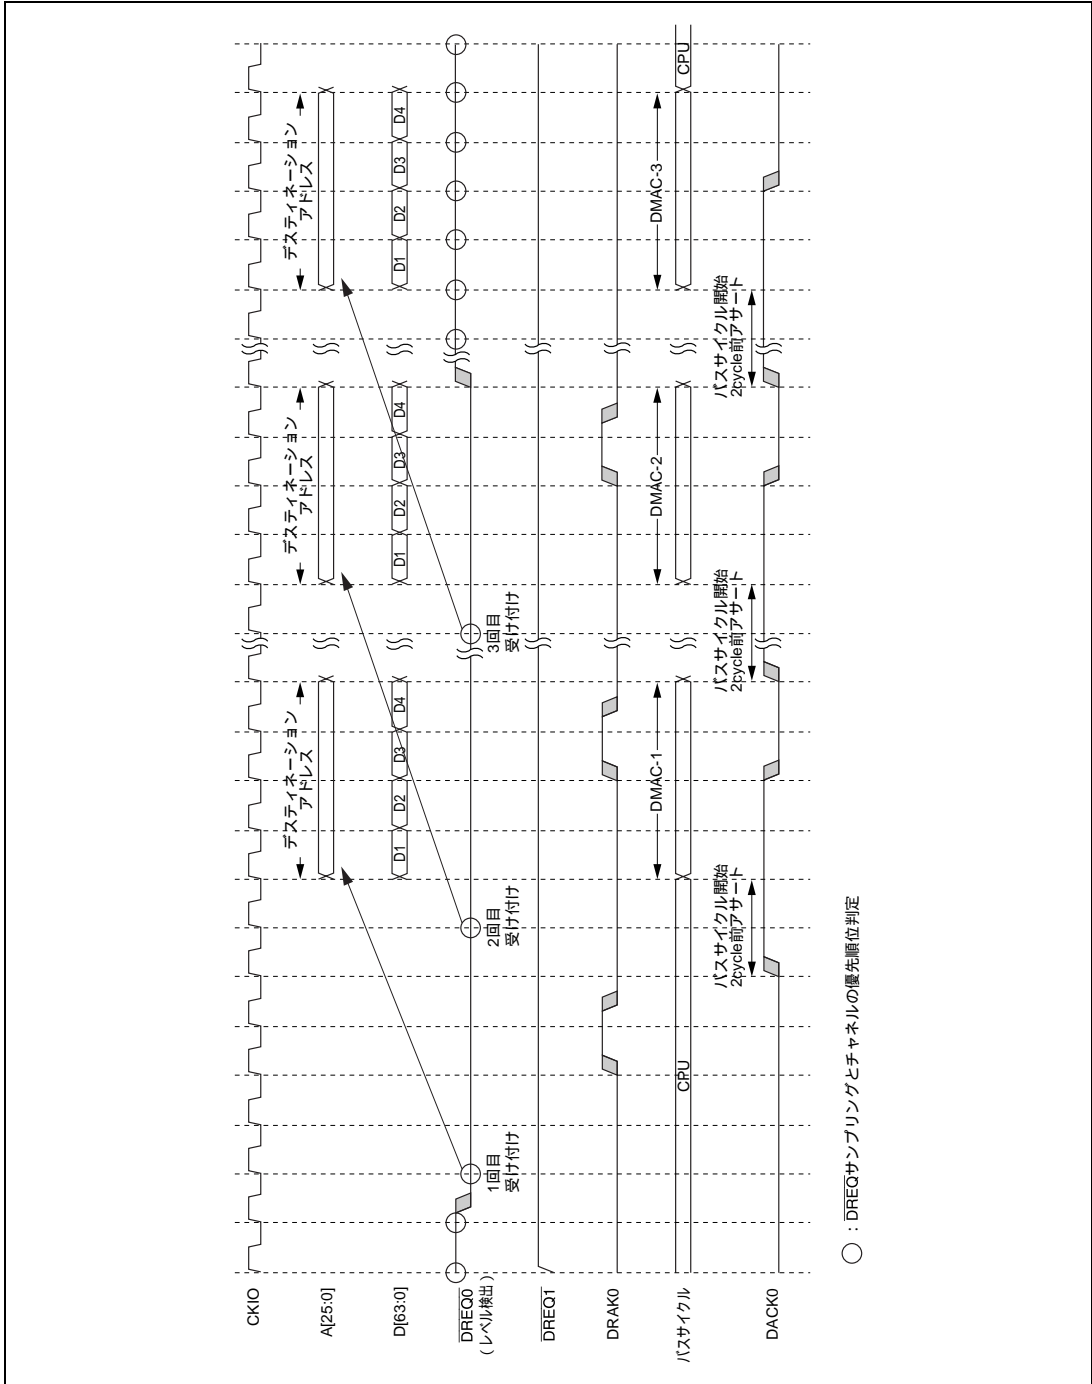 CKIO
デスティネーション
アドレス
デスティネーション
アドレス
デスティネーション
アドレス
A[25:0]
D[63:0]
D1
D2
D3
D4
D1
D2
D3
D4
D1
D2
D3
D4
DREQ0
(レベル検出)
1回目
受け付け
2回目
受け付け
3回目
受け付け
DREQ1
DRAK0
バスサイクル
CPU
DMAC-1
DMAC-2
DMAC-3
CPU
バスサイクル開始
2cycle前アサート
バスサイクル開始
2cycle前アサート
バスサイクル開始
2cycle前アサート
DACK0
○ : DREQサンプリングとチャネルの優先順位判定